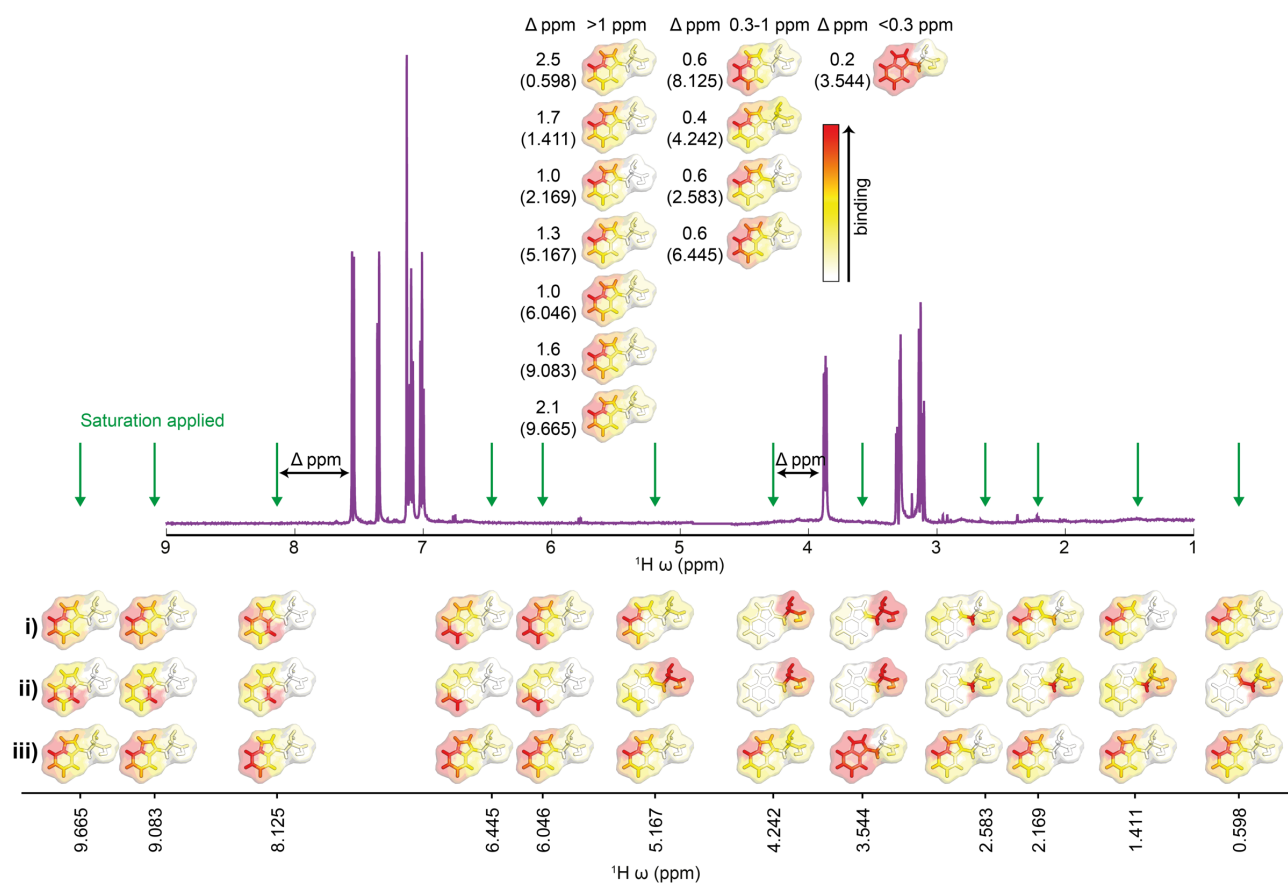 Δ ppm >1 ppm Δ ppm 0.3-1 ppm Δ ppm <0.3 ppm
2.5 0.6 0.2
(0.598) (8.125) (3.544)
1.7 0.4
(1.411) (4.242)
1.0 0.6
(2.169) (2.583)
1.3 0.6
(5.167) (6.445)
1.0
(6.046)
1.6
(9.083)
2.1
(9.665)
binding
Saturation applied
Δ ppm Δ ppm
9 8 7 6 5 4 3 2 1
¹H ω (ppm)
i)
ii)
iii)
9.665 9.083 8.125 6.445 6.046 5.167 4.242 3.544 2.583 2.169 1.411 0.598
¹H ω (ppm)